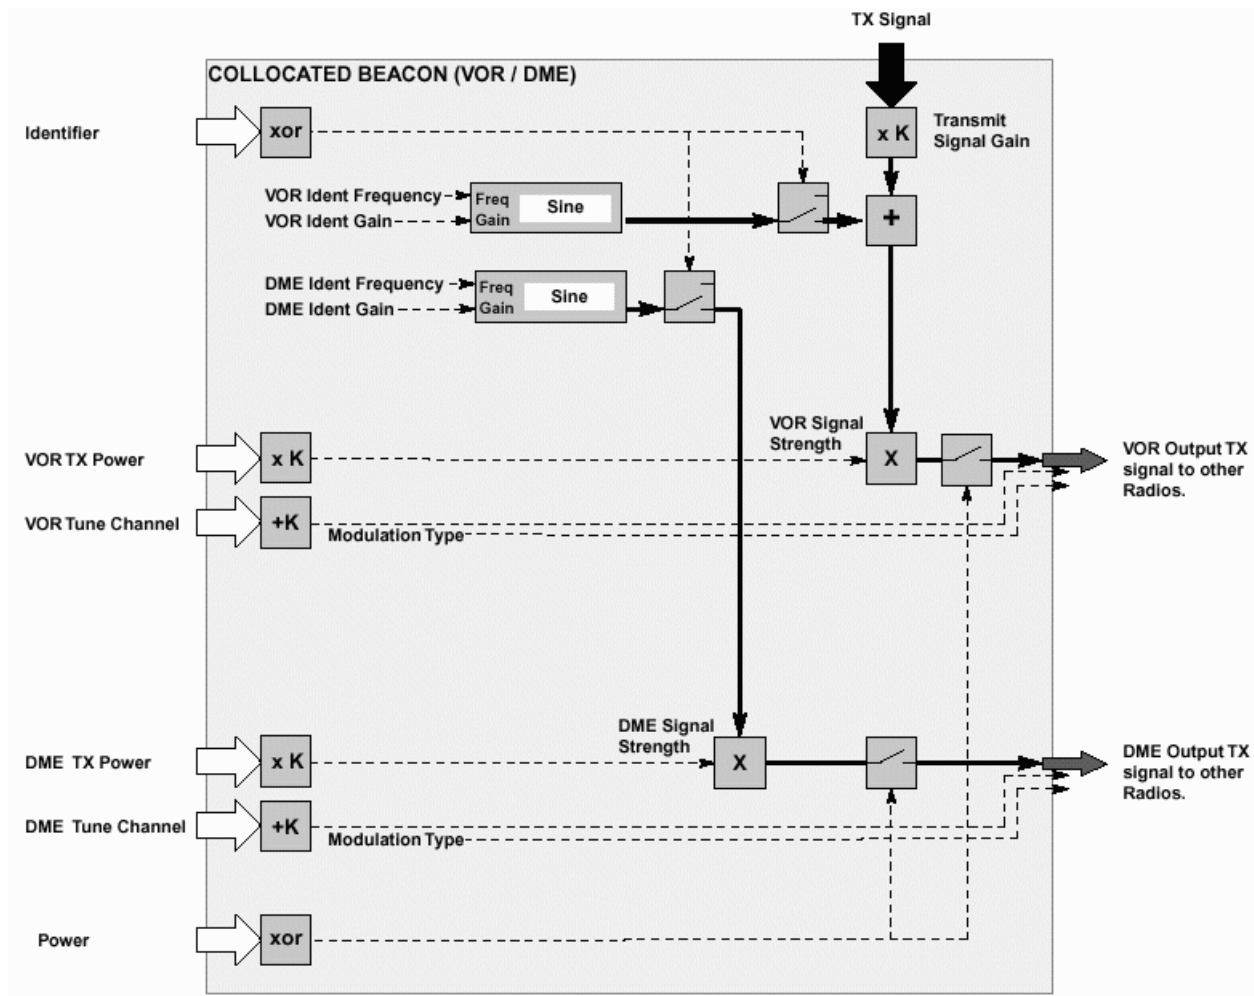 TX Signal
COLLOCATED BEACON (VOR / DME)
Identifier
xor
x K
Transmit
Signal Gain
VOR Ident Frequency
VOR Ident Gain
Freq
Gain
Sine
+
DME Ident Frequency
DME Ident Gain
Freq
Gain
Sine
VOR Signal
Strength
VOR TX Power
x K
X
VOR Output TX
signal to other
Radios.
VOR Tune Channel
+K
Modulation Type
DME Signal
Strength
DME TX Power
x K
X
DME Output TX
signal to other
Radios.
DME Tune Channel
+K
Modulation Type
Power
xor